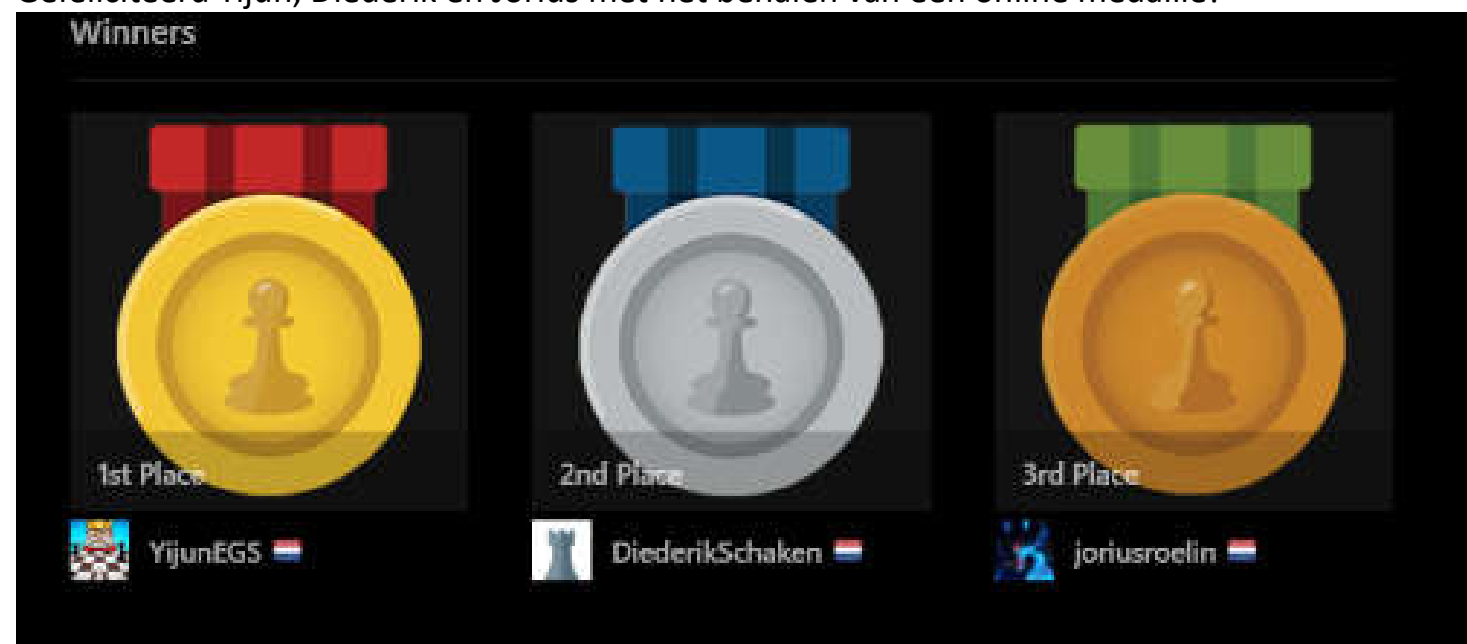 Gefeliciteerd Yijun, Diederik en Jorius met het behalen van een online medaille!
Winners
1st Place
2nd Place
3rd Place
YijunEGS
DiederikSchaken
joriusroelin